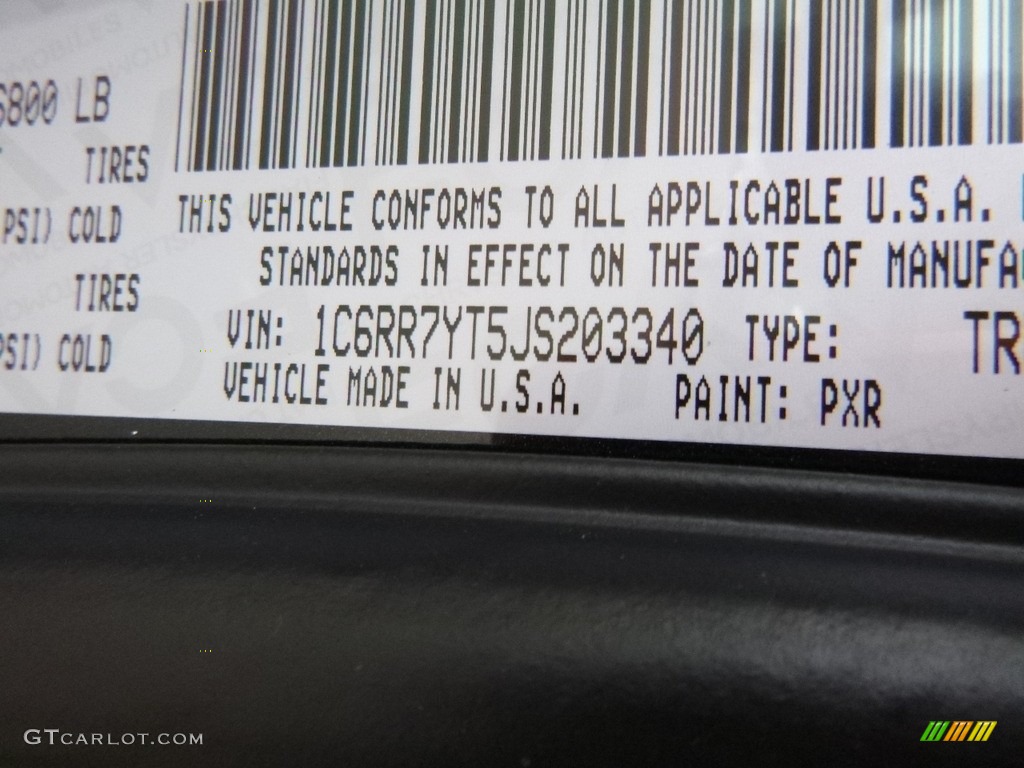 6800 LB
TIRES
PSI) COLD
TIRES
PSI) COLD
THIS VEHICLE CONFORMS TO ALL APPLICABLE U.S.A.
STANDARDS IN EFFECT ON THE DATE OF MANUFA
VIN: 1C6RR7YT5JS203340 TYPE: TR
VEHICLE MADE IN U.S.A. PAINT: PXR
GTCARLOT.COM